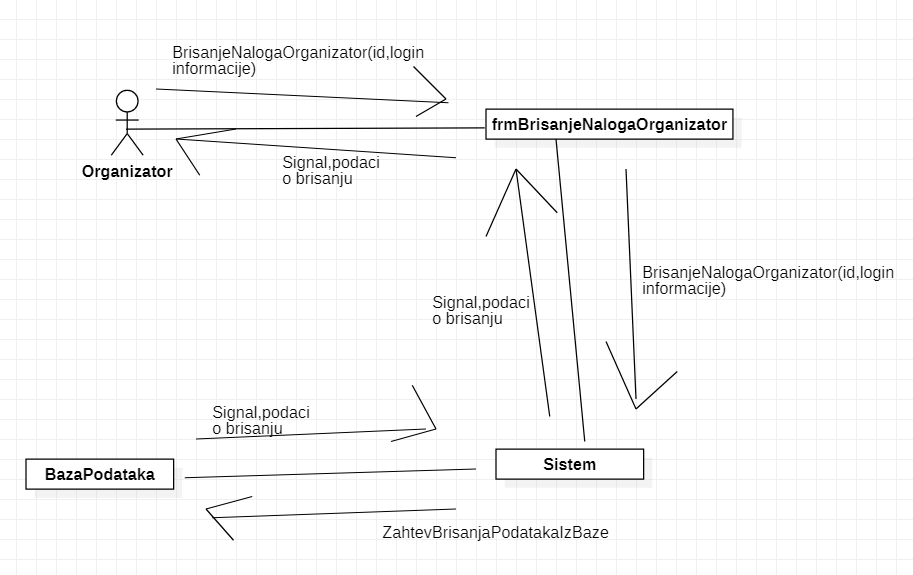 BrisanjeNalogaOrganizator(id,login
informacije)
frmBrisanjeNalogaOrganizator
Organizator
Signal,podaci
o brisanju
BrisanjeNalogaOrganizator(id,login
informacije)
Signal,podaci
o brisanju
Signal,podaci
o brisanju
BazaPodataka
Sistem
ZahtevBrisanjaPodatakaIzBaze